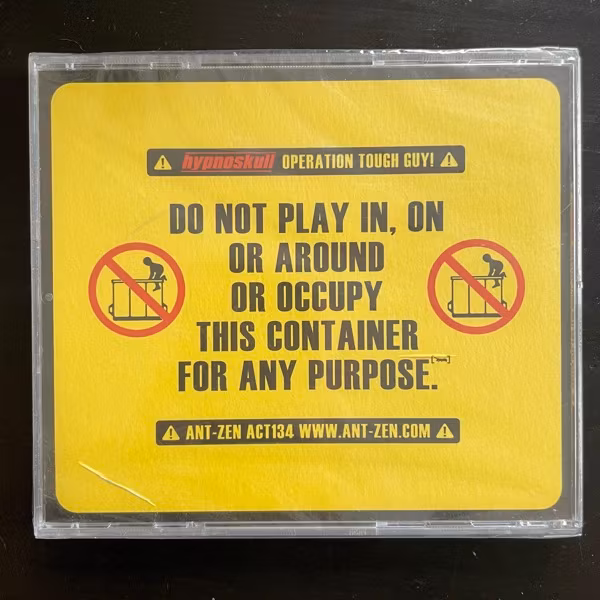 hypnoskull OPERATION TOUGH GUY!
DO NOT PLAY IN, ON
OR AROUND
OR OCCUPY
THIS CONTAINER
FOR ANY PURPOSE.
ANT-ZEN ACT134 WWW.ANT-ZEN.COM